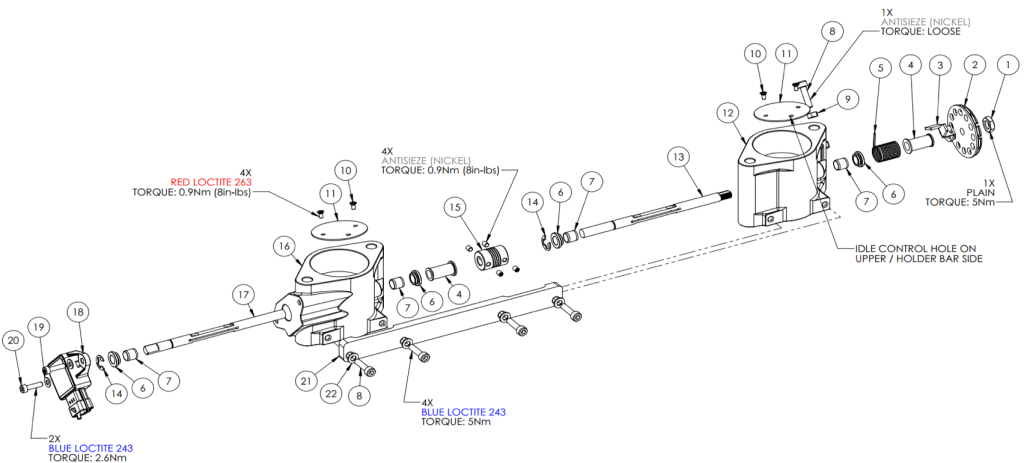 1X
ANTISIEZE (NICKEL)
TORQUE: LOOSE
8
10
11
5
4
3
2
1
9
12
4X
ANTISIEZE (NICKEL)
TORQUE: 0.9Nm (8in-lbs)
13
4X
RED LOCTITE 263
TORQUE: 0.9Nm (8in-lbs)
10
11
7
6
14
15
7
6
1X
PLAIN
TORQUE: 5Nm
16
IDLE CONTROL HOLE ON
UPPER / HOLDER BAR SIDE
7
6
4
17
18
19
20
14
6
7
21
22
8
4X
BLUE LOCTITE 243
TORQUE: 5Nm
2X
BLUE LOCTITE 243
TORQUE: 2.6Nm